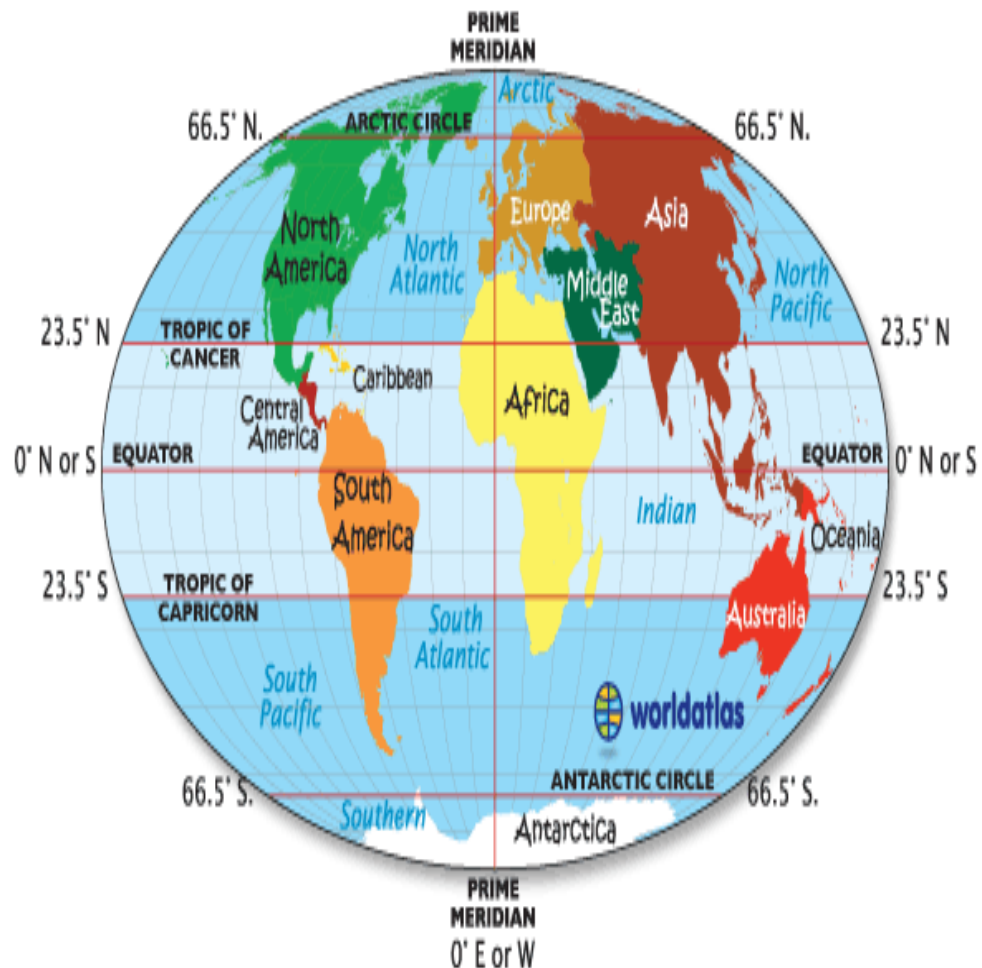 PRIME
MERIDIAN
Arctic
66.5° N.
ARCTIC CIRCLE
66.5° N.
North
America
Europe
Asia
North
Atlantic
Middle
East
North
Pacific
23.5° N
TROPIC OF
CANCER
23.5° N
Caribbean
Central
America
Africa
0° N or S
EQUATOR
EQUATOR
0° N or S
South
America
Indian
Oceania
23.5° S
TROPIC OF
CAPRICORN
23.5° S
Australia
South
Atlantic
South
Pacific
worldatlas
66.5° S.
ANTARCTIC CIRCLE
66.5° S.
Southern
Antarctica
PRIME
MERIDIAN
0° E or W